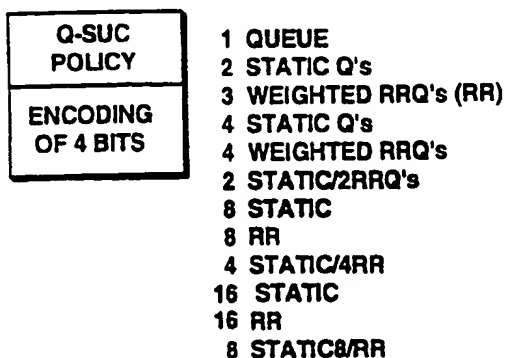 Q-SUC
POLICY
ENCODING
OF 4 BITS
1 QUEUE
2 STATIC Q's
3 WEIGHTED RRQ's (RR)
4 STATIC Q's
4 WEIGHTED RRQ's
2 STATIC/2RRQ's
8 STATIC
8 RR
4 STATIC/4RR
16 STATIC
16 RR
8 STATIC8/RR